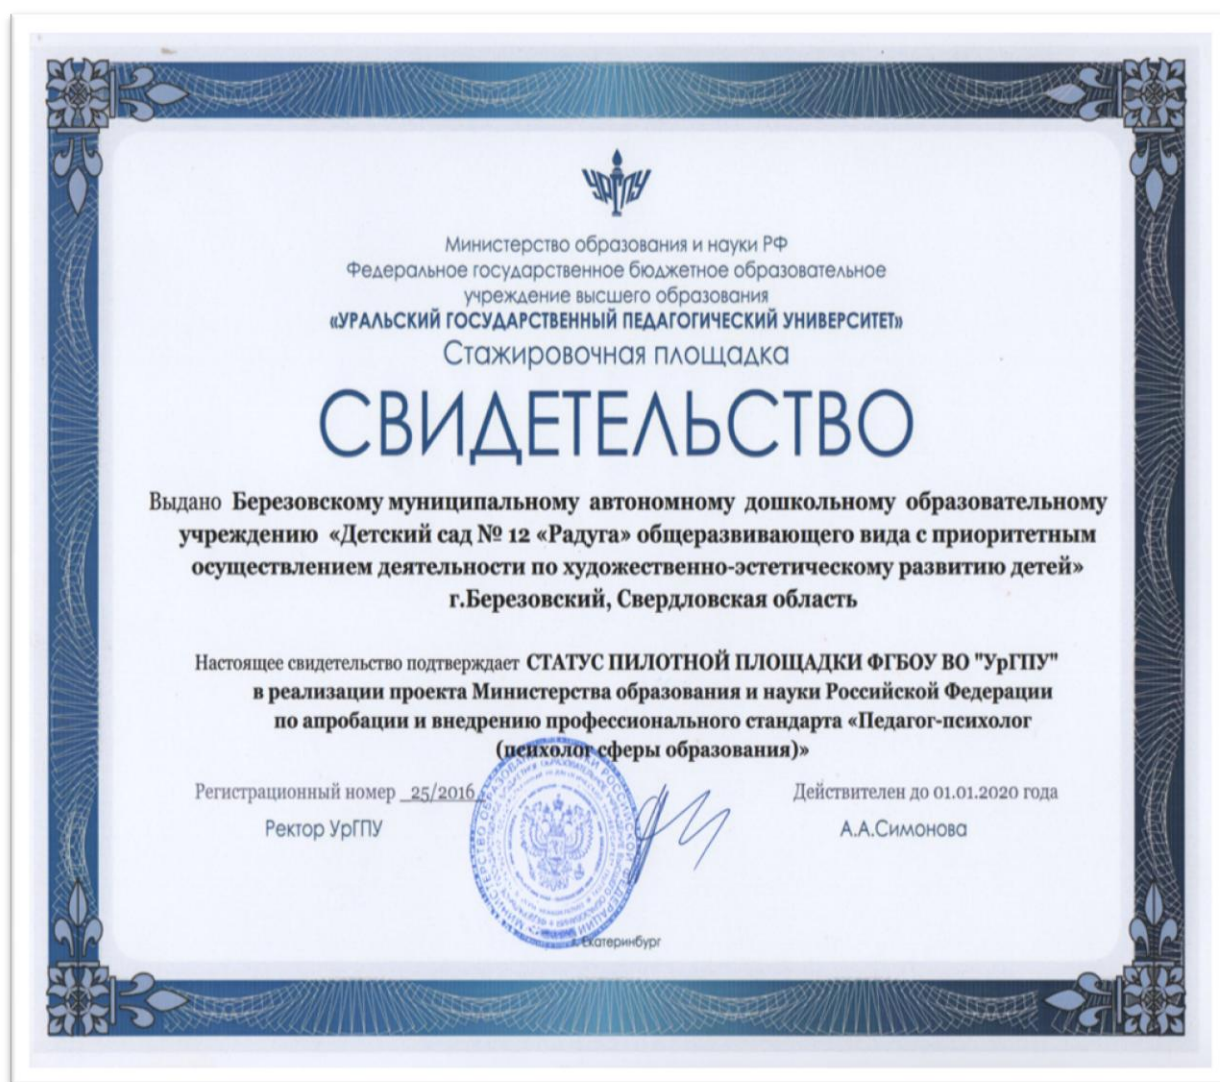 УРГПУ
Министерство образования и науки РФ
Федеральное государственное бюджетное образовательное
учреждение высшего образования
«УРАЛЬСКИЙ ГОСУДАРСТВЕННЫЙ ПЕДАГОГИЧЕСКИЙ УНИВЕРСИТЕТ»
Стажировочная площадка
СВИДЕТЕЛЬСТВО
Выдано Березовскому муниципальному автономному дошкольному образовательному
учреждению «Детский сад № 12 «Радуга» общеразвивающего вида с приоритетным
осуществлением деятельности по художественно-эстетическому развитию детей»
г.Березовский, Свердловская область
Настоящее свидетельство подтверждает СТАТУС ПИЛОТНОЙ ПЛОЩАДКИ ФГБОУ ВО "УрГПУ"
в реализации проекта Министерства образования и науки Российской Федерации
по апробации и внедрению профессионального стандарта «Педагог-психолог
(психолог сферы образования)»
Регистрационный номер _25/2016_ Действителен до 01.01.2020 года
Ректор УрГПУ А.А.Симонова
г. Екатеринбург